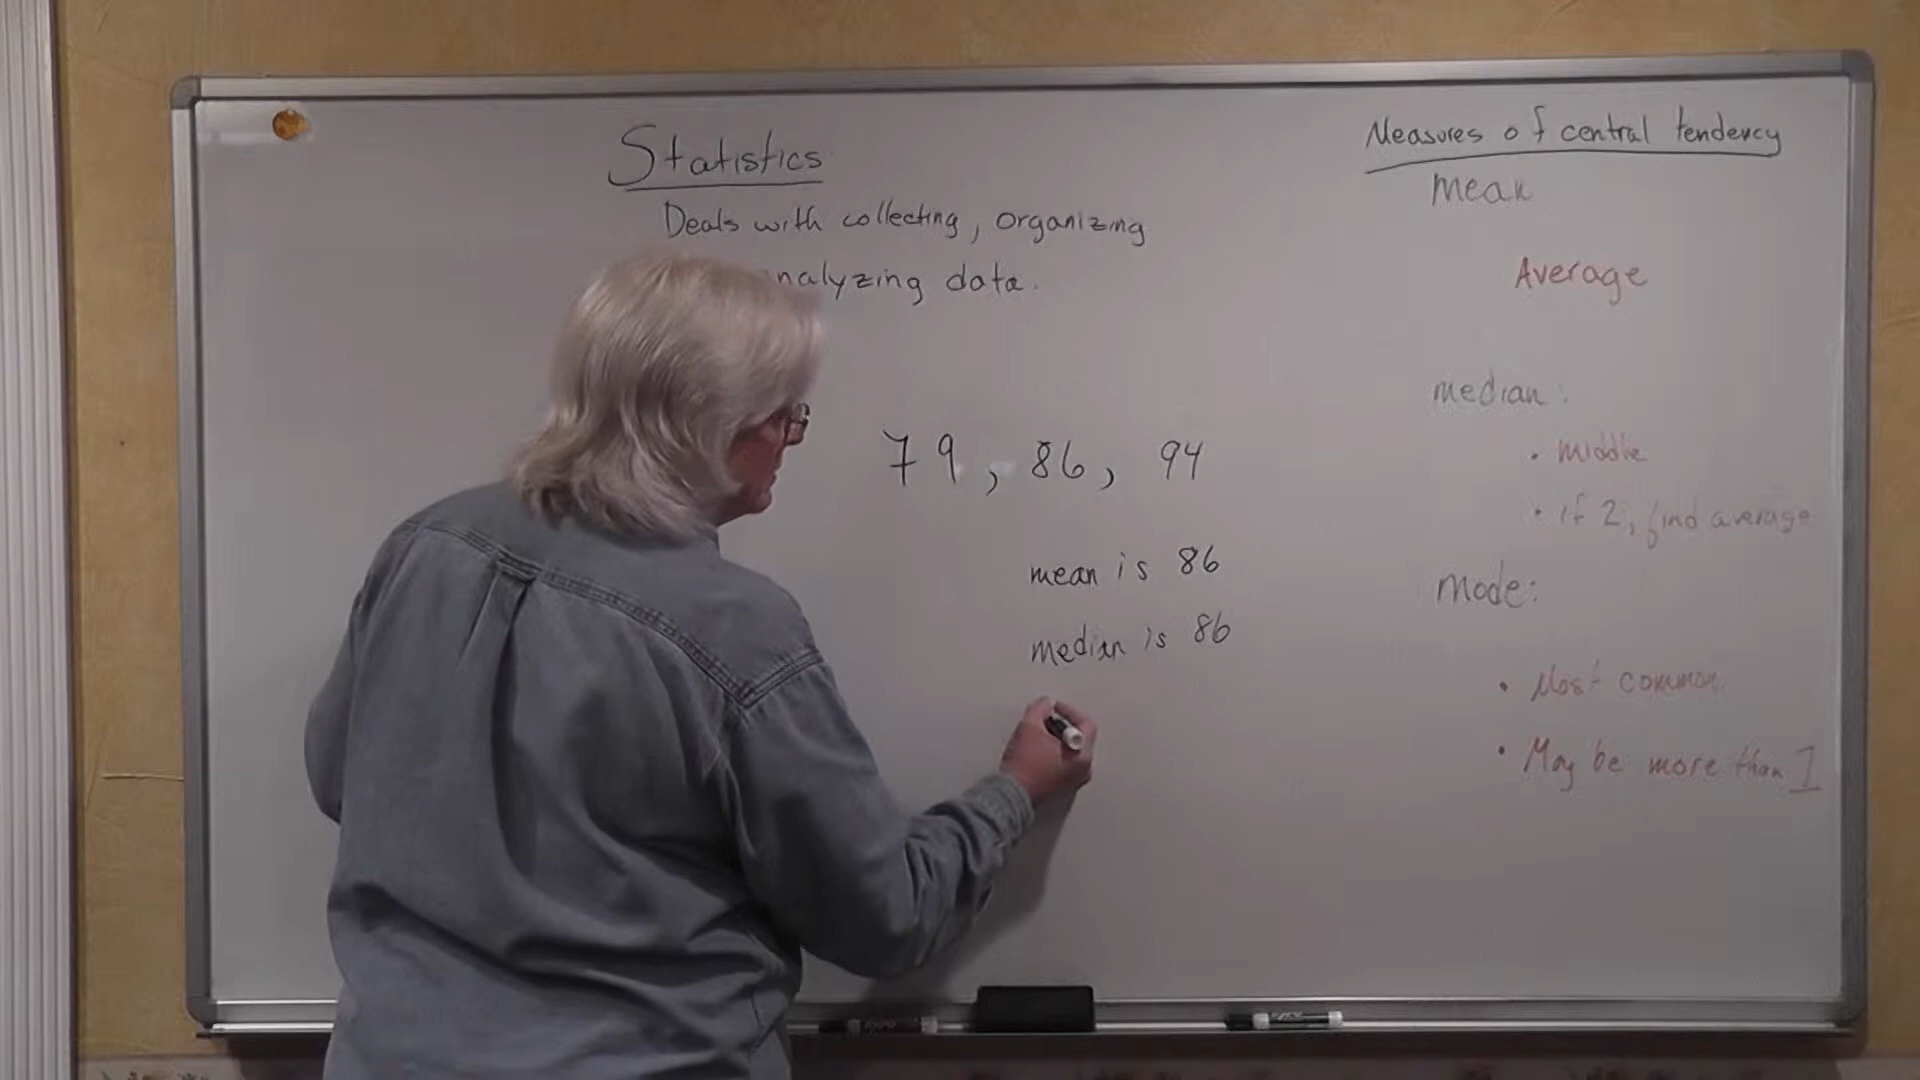 Statistics
Deals with collecting, organizing
nalyzing data.
79, 86, 94
mean is 86
median is 86
Measures of central tendency
mean
Average
median:
• middle
• if 2, find average
mode:
• Most common
• May be more than 1